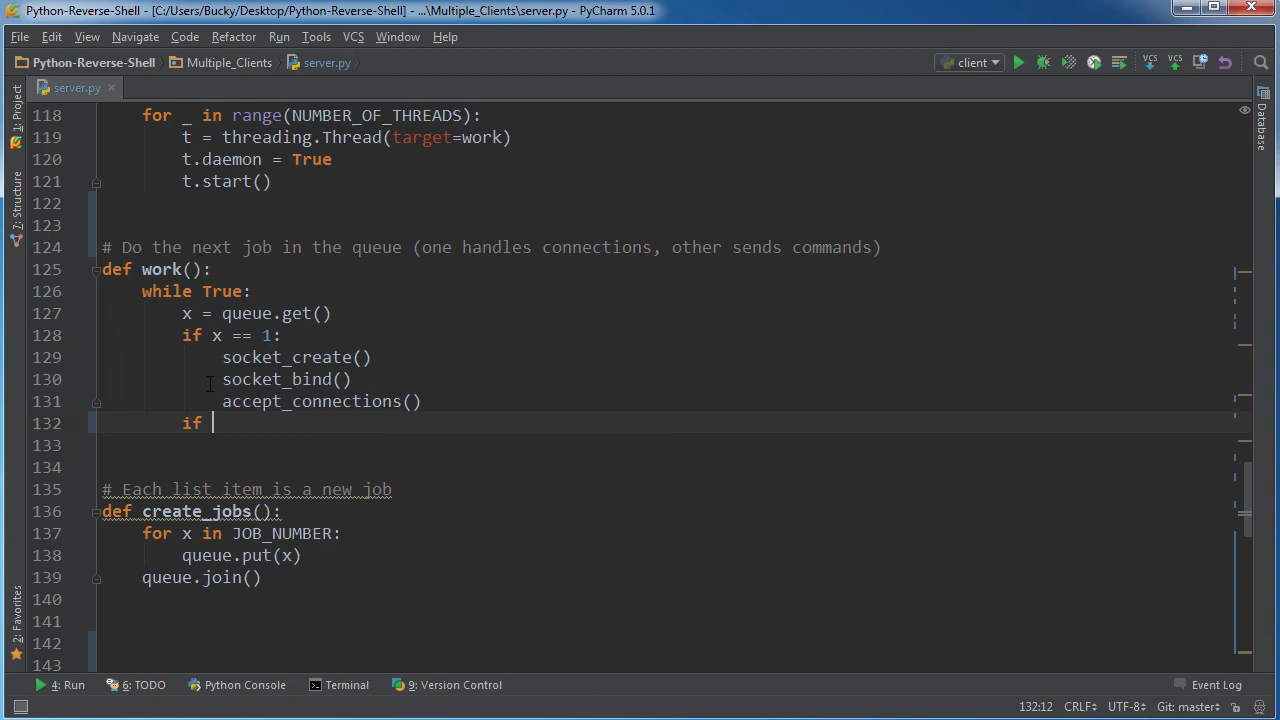 Python-Reverse-Shell - [C:/Users/Bucky/Desktop/Python-Reverse-Shell] - ...\Multiple_Clients\server.py - PyCharm 5.0.1
File Edit View Navigate Code Refactor Run Tools VCS Window Help
Python-Reverse-Shell Multiple_Clients server.py client VCS VCS
server.py
1: Project
7: Structure
2: Favorites
Database
118 for _ in range(NUMBER_OF_THREADS):
119 t = threading.Thread(target=work)
120 t.daemon = True
121 t.start()
122
123
124 # Do the next job in the queue (one handles connections, other sends commands)
125 def work():
126 while True:
127 x = queue.get()
128 if x == 1:
129 socket_create()
130 socket_bind()
131 accept_connections()
132 if
133
134
135 # Each list item is a new job
136 def create_jobs():
137 for x in JOB_NUMBER:
138 queue.put(x)
139 queue.join()
140
141
142
143
4: Run 6: TODO Python Console Terminal 9: Version Control Event Log
132:12 CRLF UTF-8 Git: master